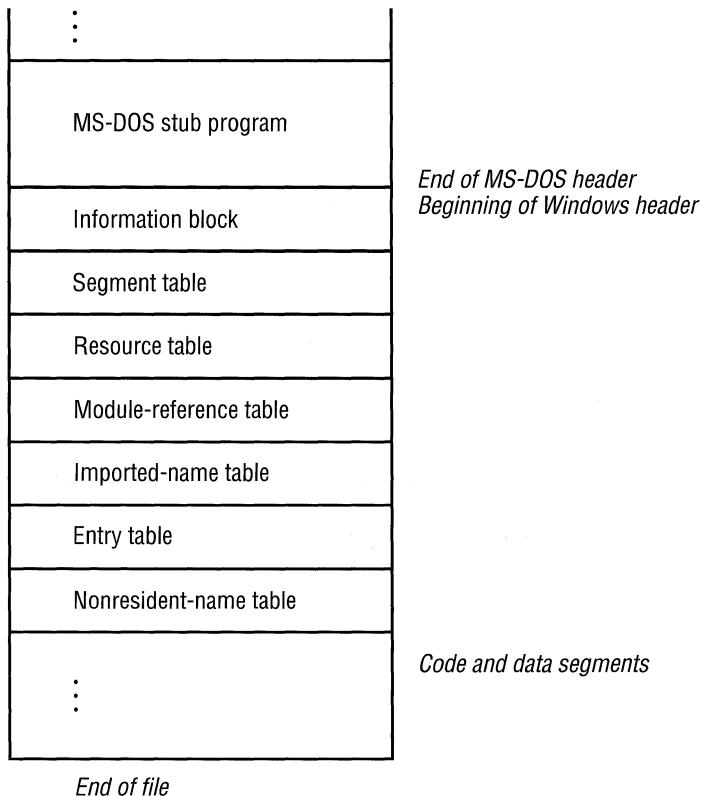 MS-DOS stub program
End of MS-DOS header
Beginning of Windows header
Information block
Segment table
Resource table
Module-reference table
Imported-name table
Entry table
Nonresident-name table
Code and data segments
End of file